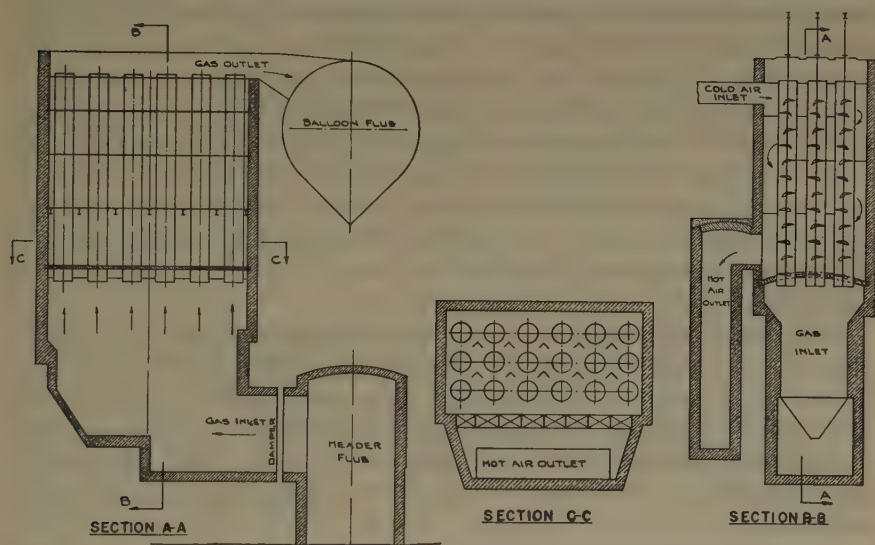 B
GAS OUTLET
BALLOON FLUE
C
C
GAS INLET
DAMPER
HEADER
FLUE
B
SECTION A-A
HOT AIR OUTLET
SECTION C-C
A
COLD AIR
INLET
HOT
AIR
OUTLET
GAS
INLET
A
SECTION B-B